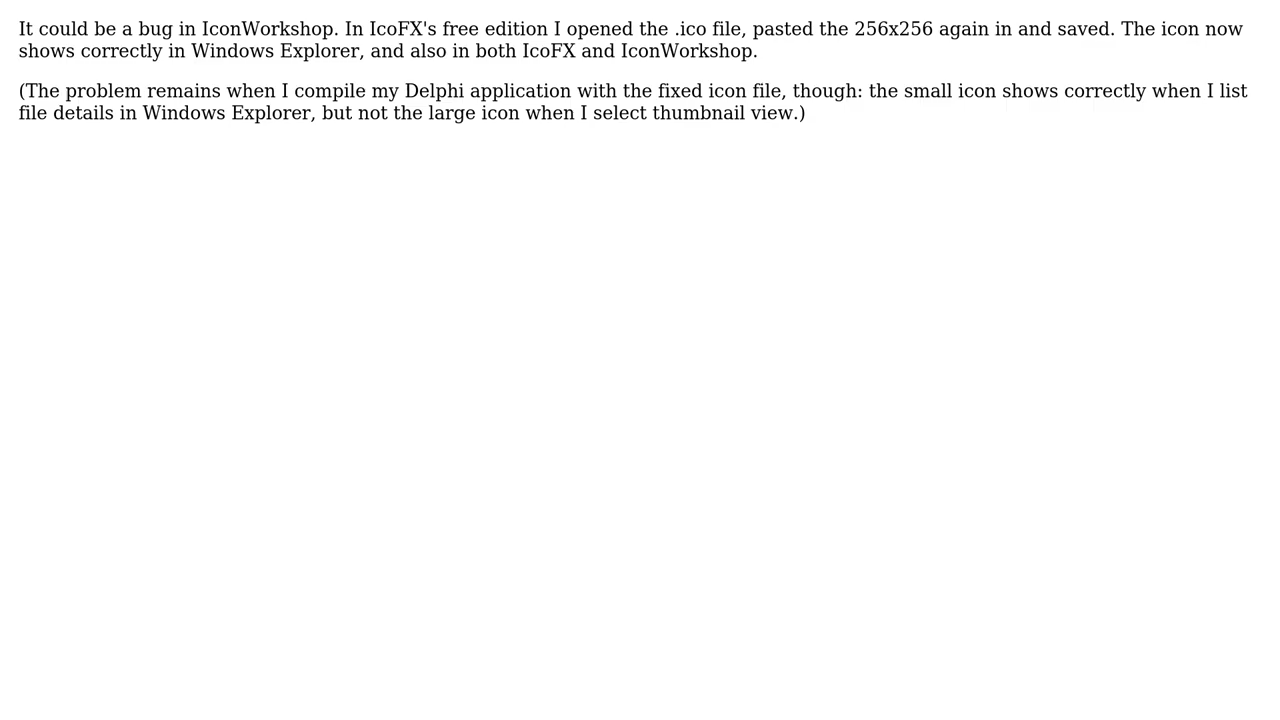 It could be a bug in IconWorkshop. In IcoFX's free edition I opened the .ico file, pasted the 256x256 again in and saved. The icon now
shows correctly in Windows Explorer, and also in both IcoFX and IconWorkshop.
(The problem remains when I compile my Delphi application with the fixed icon file, though: the small icon shows correctly when I list
file details in Windows Explorer, but not the large icon when I select thumbnail view.)